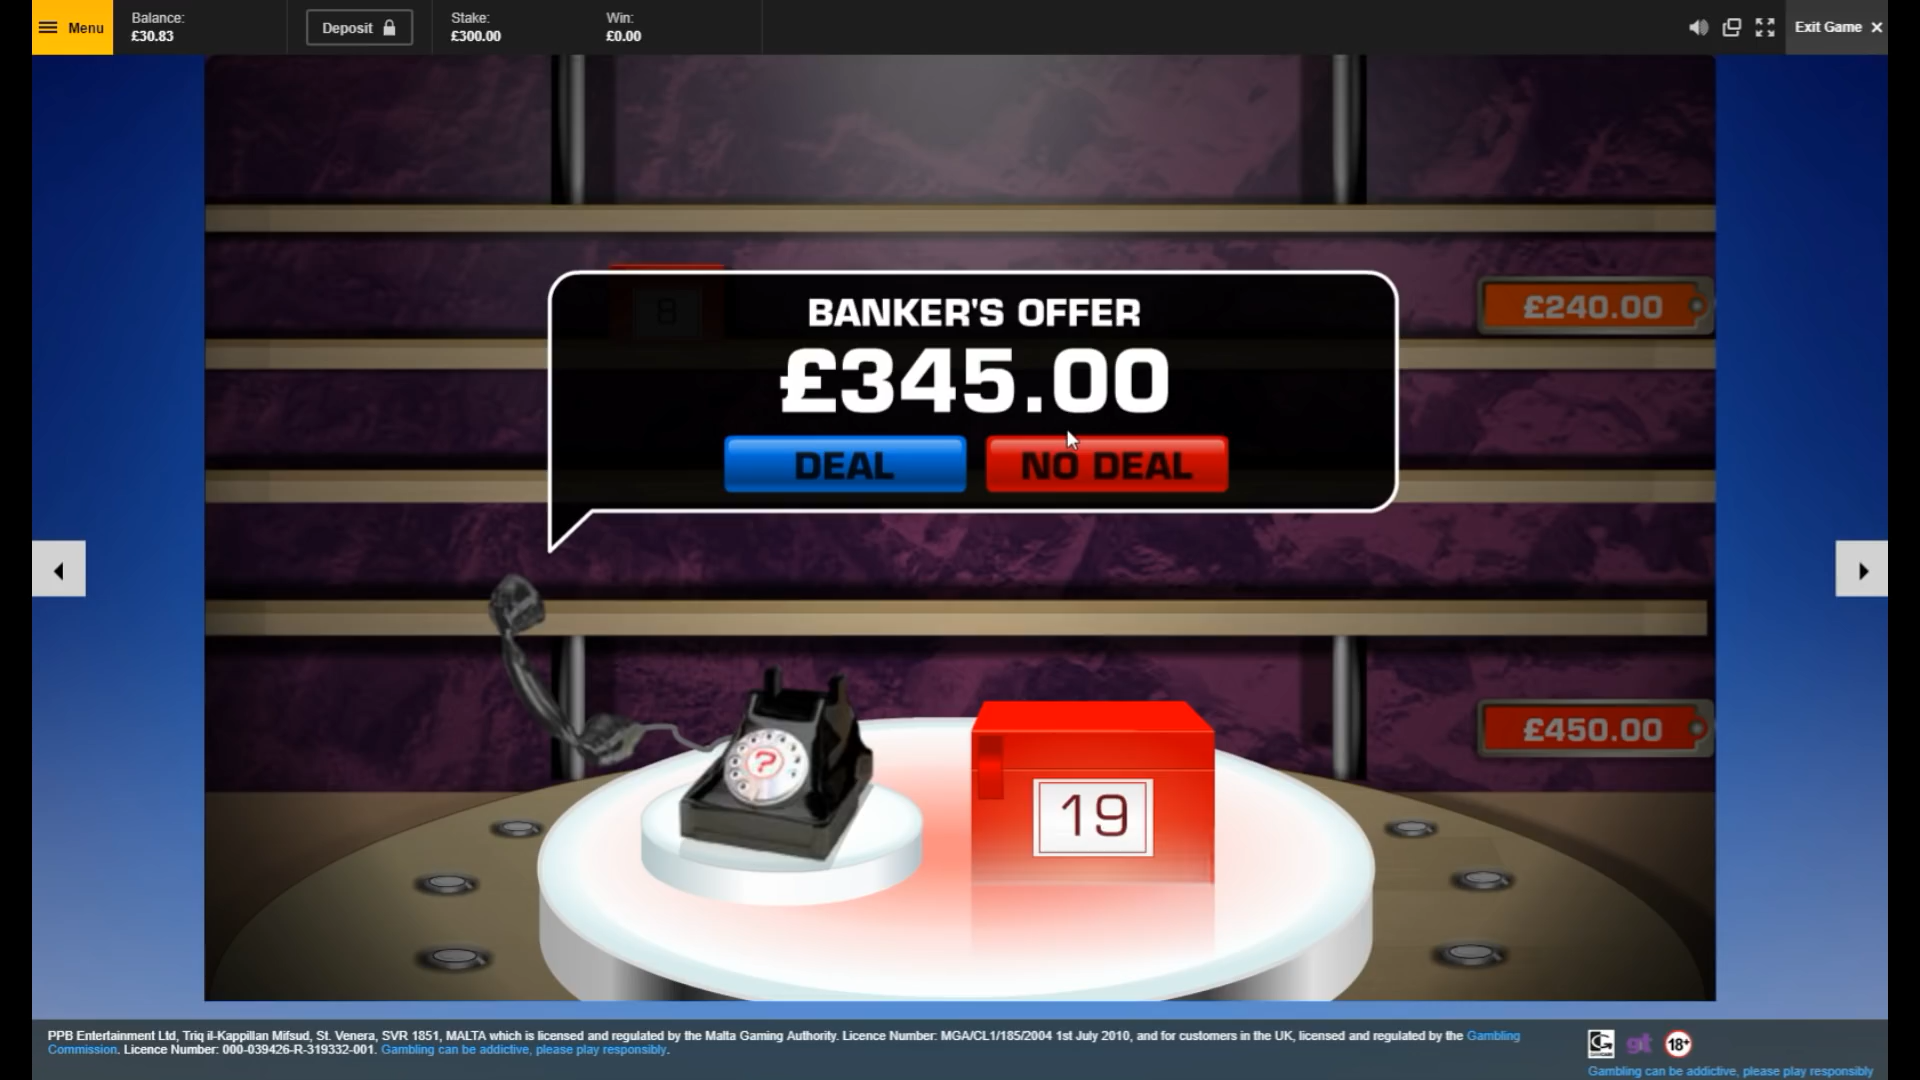 Menu
Balance:
£30.83
Deposit
Stake:
£300.00
Win:
£0.00
Exit Game
8
£240.00
BANKER'S OFFER
£345.00
DEAL
NO DEAL
£450.00
?
19
PPB Entertainment Ltd, Triq il-Kappillan Mifsud, St. Venera, SVR 1851, MALTA which is licensed and regulated by the Malta Gaming Authority. Licence Number: MGA/CL1/185/2004 1st July 2010, and for customers in the UK, licensed and regulated by the Gambling
Commission. Licence Number: 000-039426-R-319332-001. Gambling can be addictive, please play responsibly.
gt
18+
Gambling can be addictive, please play responsibly